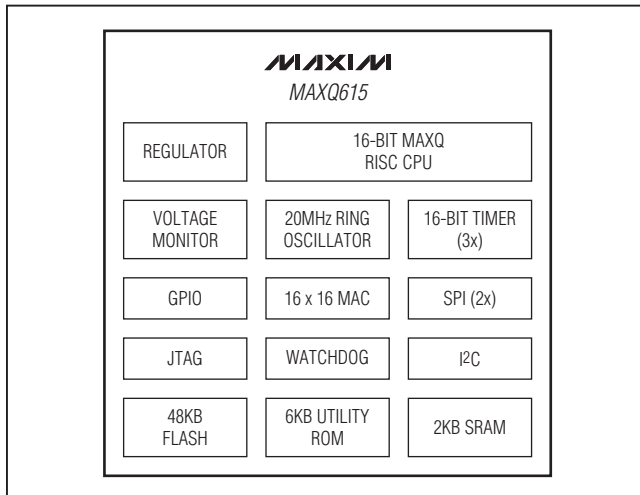 MAXIM
MAXQ615
REGULATOR
16-BIT MAXQ
RISC CPU
VOLTAGE
MONITOR
20MHz RING
OSCILLATOR
16-BIT TIMER
(3x)
GPIO
16 x 16 MAC
SPI (2x)
JTAG
WATCHDOG
I²C
48KB
FLASH
6KB UTILITY
ROM
2KB SRAM